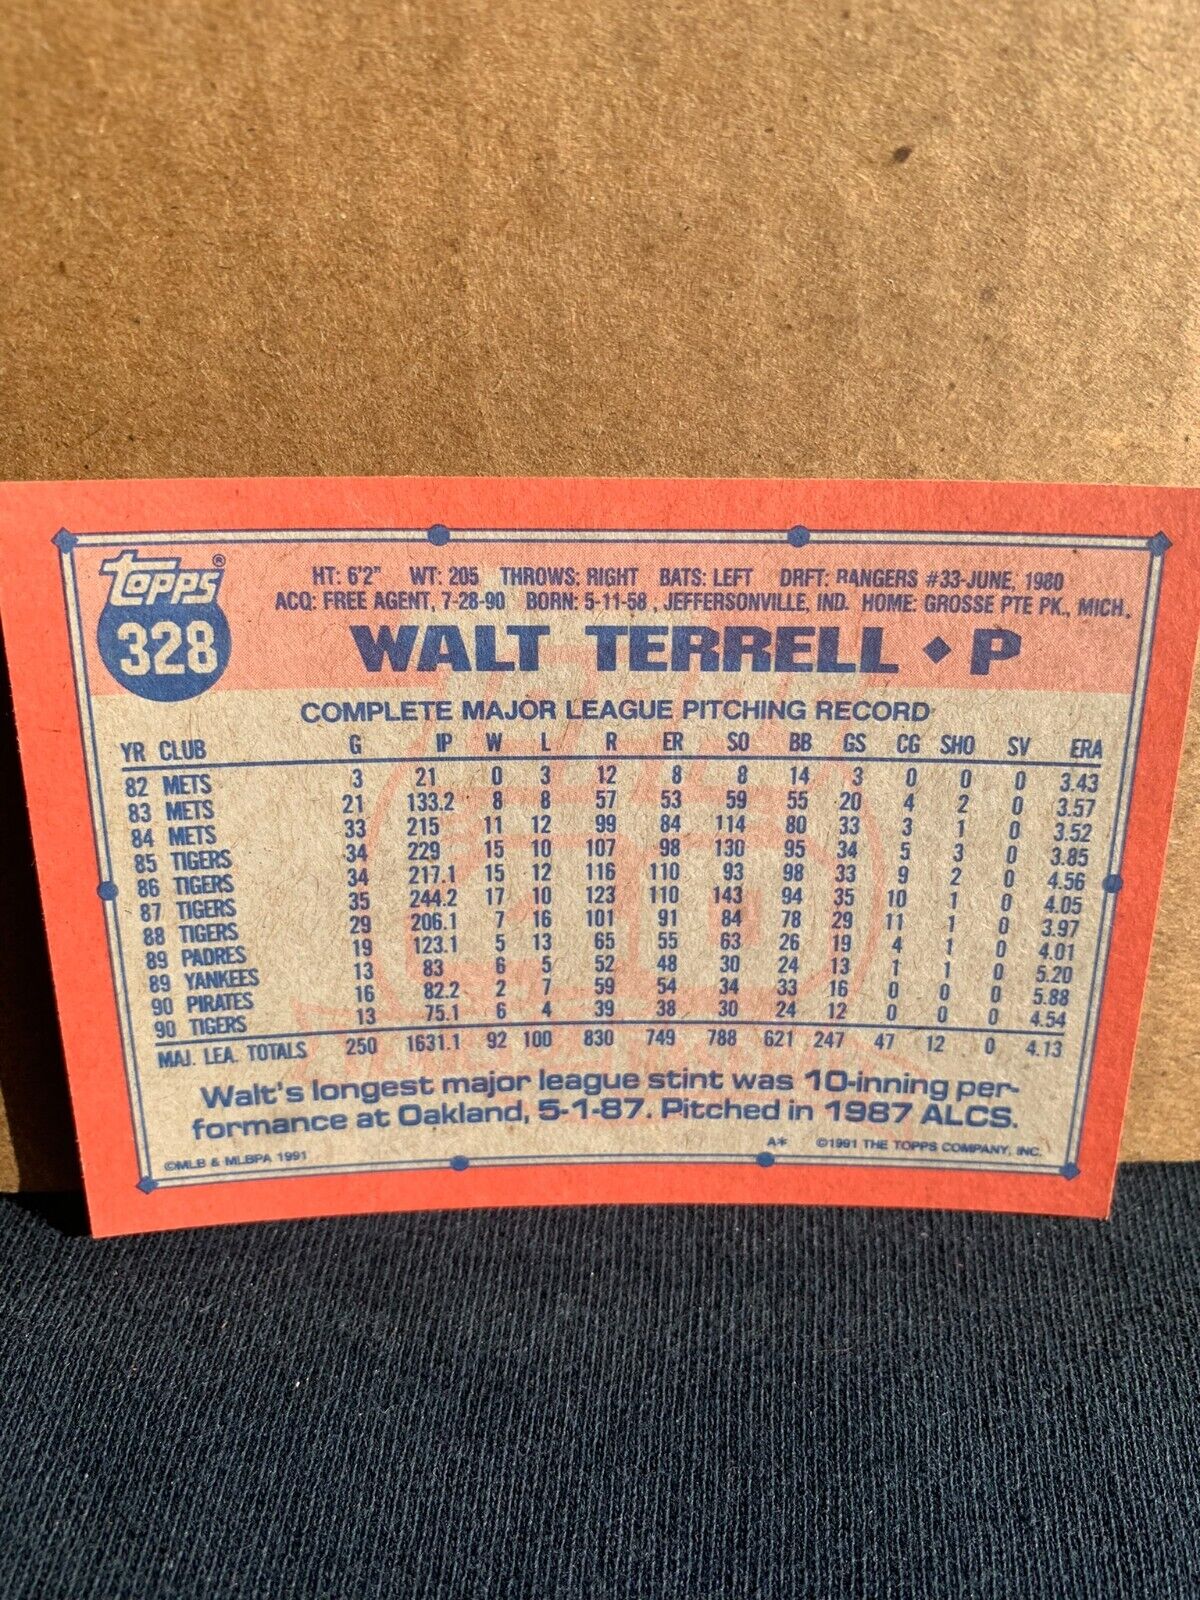 topps®
328
HT: 6'2" WT: 205 THROWS: RIGHT BATS: LEFT DRFT: RANGERS #33-JUNE, 1980
ACQ: FREE AGENT, 7-28-90 BORN: 5-11-58, JEFFERSONVILLE, IND. HOME: GROSSE PTE PK., MICH.
WALT TERRELL ◆ P
COMPLETE MAJOR LEAGUE PITCHING RECORD
YR CLUB G IP W L R ER SO BB GS CG SHO SV ERA
82 METS 3 21 0 3 12 8 8 14 3 0 0 0 3.43
83 METS 21 133.2 8 8 57 53 59 55 20 4 2 0 3.57
84 METS 33 215 11 12 99 84 114 80 33 3 1 0 3.52
85 TIGERS 34 229 15 10 107 98 130 95 34 5 3 0 3.85
86 TIGERS 34 217.1 15 12 116 110 93 98 33 9 2 0 4.56
87 TIGERS 35 244.2 17 10 123 110 143 94 35 10 1 0 4.05
88 TIGERS 29 206.1 7 16 101 91 84 78 29 11 1 0 3.97
89 PADRES 19 123.1 5 13 65 55 63 26 19 4 1 0 4.01
89 YANKEES 13 83 6 5 52 48 30 24 13 1 1 0 5.20
90 PIRATES 16 82.2 2 7 59 54 34 33 16 0 0 0 5.88
90 TIGERS 13 75.1 6 4 39 38 30 24 12 0 0 0 4.54
MAJ. LEA. TOTALS 250 1631.1 92 100 830 749 788 621 247 47 12 0 4.13
Walt's longest major league stint was 10-inning per-
formance at Oakland, 5-1-87. Pitched in 1987 ALCS.
©MLB & MLBPA 1991 A* ©1991 THE TOPPS COMPANY, INC.